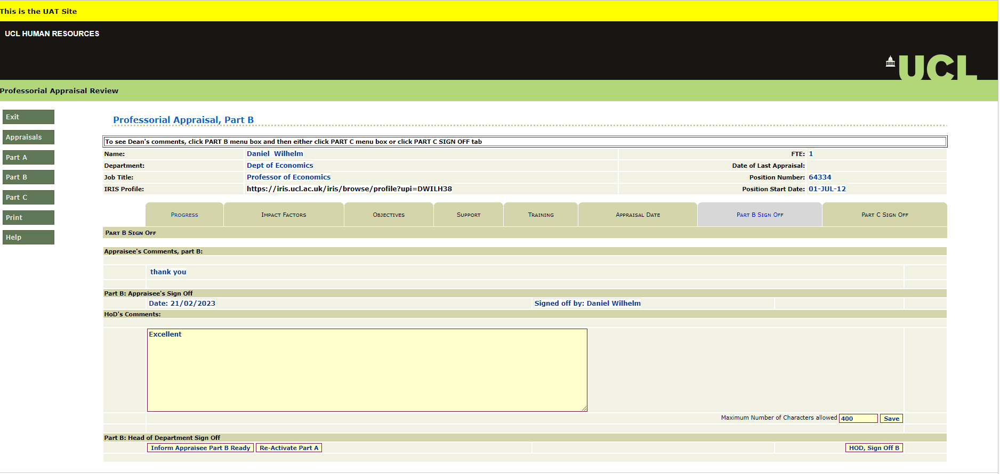 This is the UAT Site
UCL HUMAN RESOURCES
UCL
Professorial Appraisal Review
Exit
Appraisals
Part A
Part B
Part C
Print
Help
Professorial Appraisal, Part B
To see Dean's comments, click PART B menu box and then either click PART C menu box or click PART C SIGN OFF tab
Name: Daniel Wilhelm FTE: 1
Department: Dept of Economics Date of Last Appraisal:
Job Title: Professor of Economics Position Number: 64334
IRIS Profile: https://iris.ucl.ac.uk/iris/browse/profile?upi=DWILH38 Position Start Date: 01-JUL-12
Progress Impact Factors Objectives Support Training Appraisal Date Part B Sign Off Part C Sign Off
Part B Sign Off
Appraisee's Comments, part B:
thank you
Part B: Appraisee's Sign Off
Date: 21/02/2023 Signed off by: Daniel Wilhelm
HoD's Comments:
Excellent
Maximum Number of Characters allowed 400 Save
Part B: Head of Department Sign Off
Inform Appraisee Part B Ready Re-Activate Part A HOD, Sign Off B